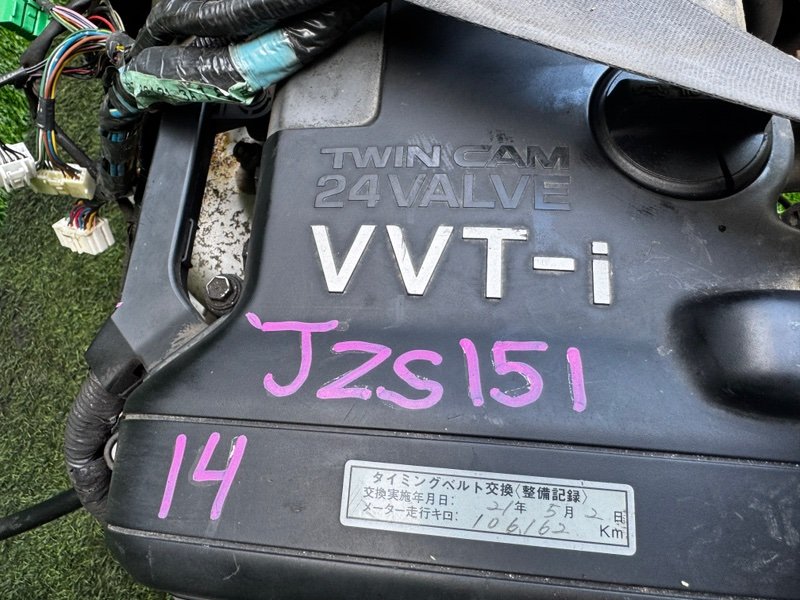 TWIN CAM
24 VALVE
VVT-i
JZS151
14
タイミングベルト交換〈整備記録〉
交換実施年月日: 21年 5月 2日
メーター走行キロ: 106162 Km